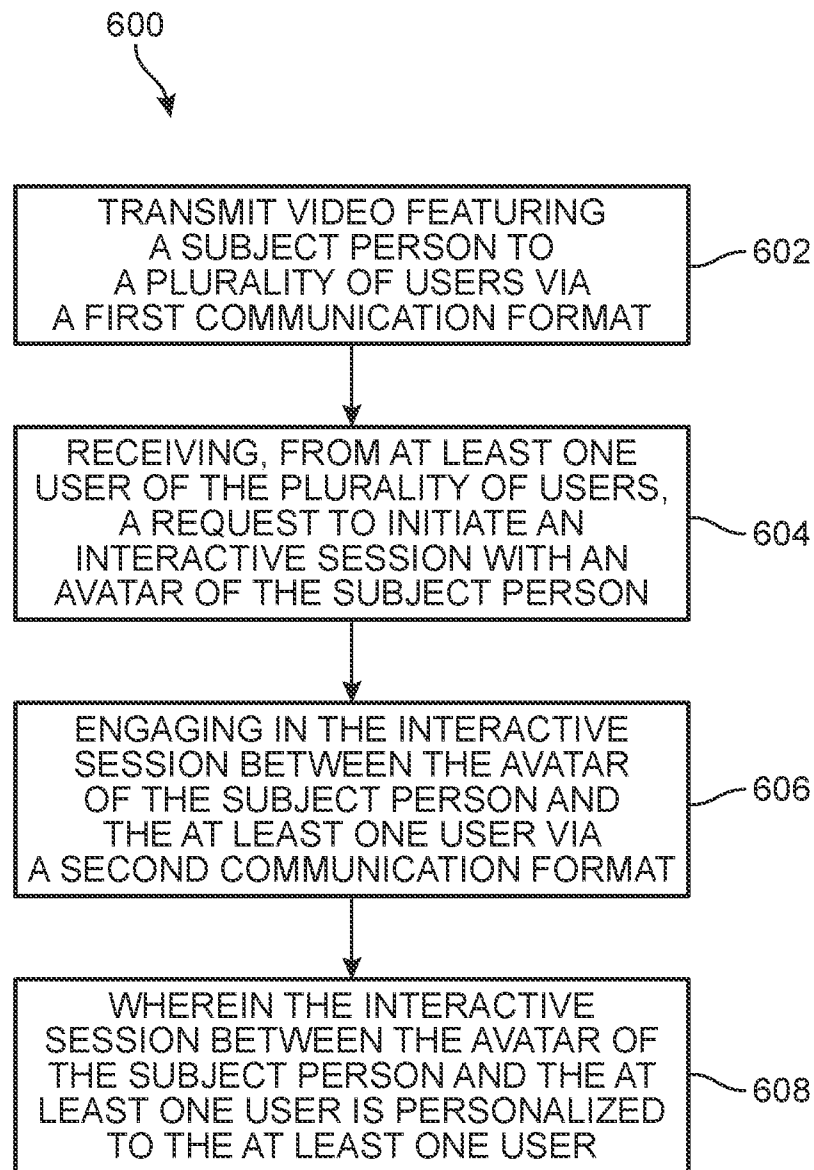 600
TRANSMIT VIDEO FEATURING
A SUBJECT PERSON TO
A PLURALITY OF USERS VIA
A FIRST COMMUNICATION FORMAT
602
RECEIVING, FROM AT LEAST ONE
USER OF THE PLURALITY OF USERS,
A REQUEST TO INITIATE AN
INTERACTIVE SESSION WITH AN
AVATAR OF THE SUBJECT PERSON
604
ENGAGING IN THE INTERACTIVE
SESSION BETWEEN THE AVATAR
OF THE SUBJECT PERSON AND
THE AT LEAST ONE USER VIA
A SECOND COMMUNICATION FORMAT
606
WHEREIN THE INTERACTIVE
SESSION BETWEEN THE AVATAR OF
THE SUBJECT PERSON AND THE AT
LEAST ONE USER IS PERSONALIZED
TO THE AT LEAST ONE USER
608